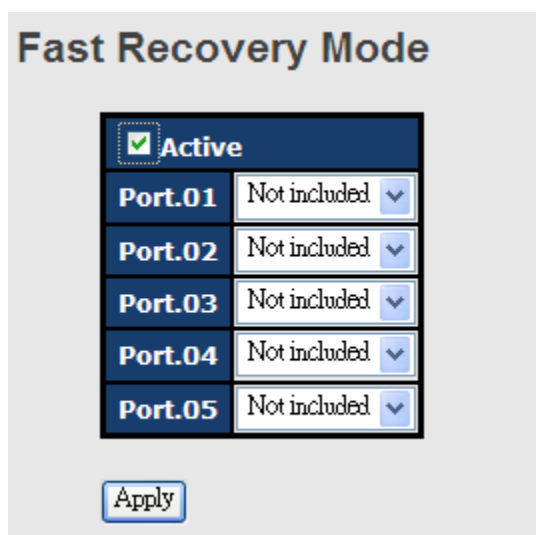 Fast Recovery Mode
Active
Port.01 Not included
Port.02 Not included
Port.03 Not included
Port.04 Not included
Port.05 Not included
Apply